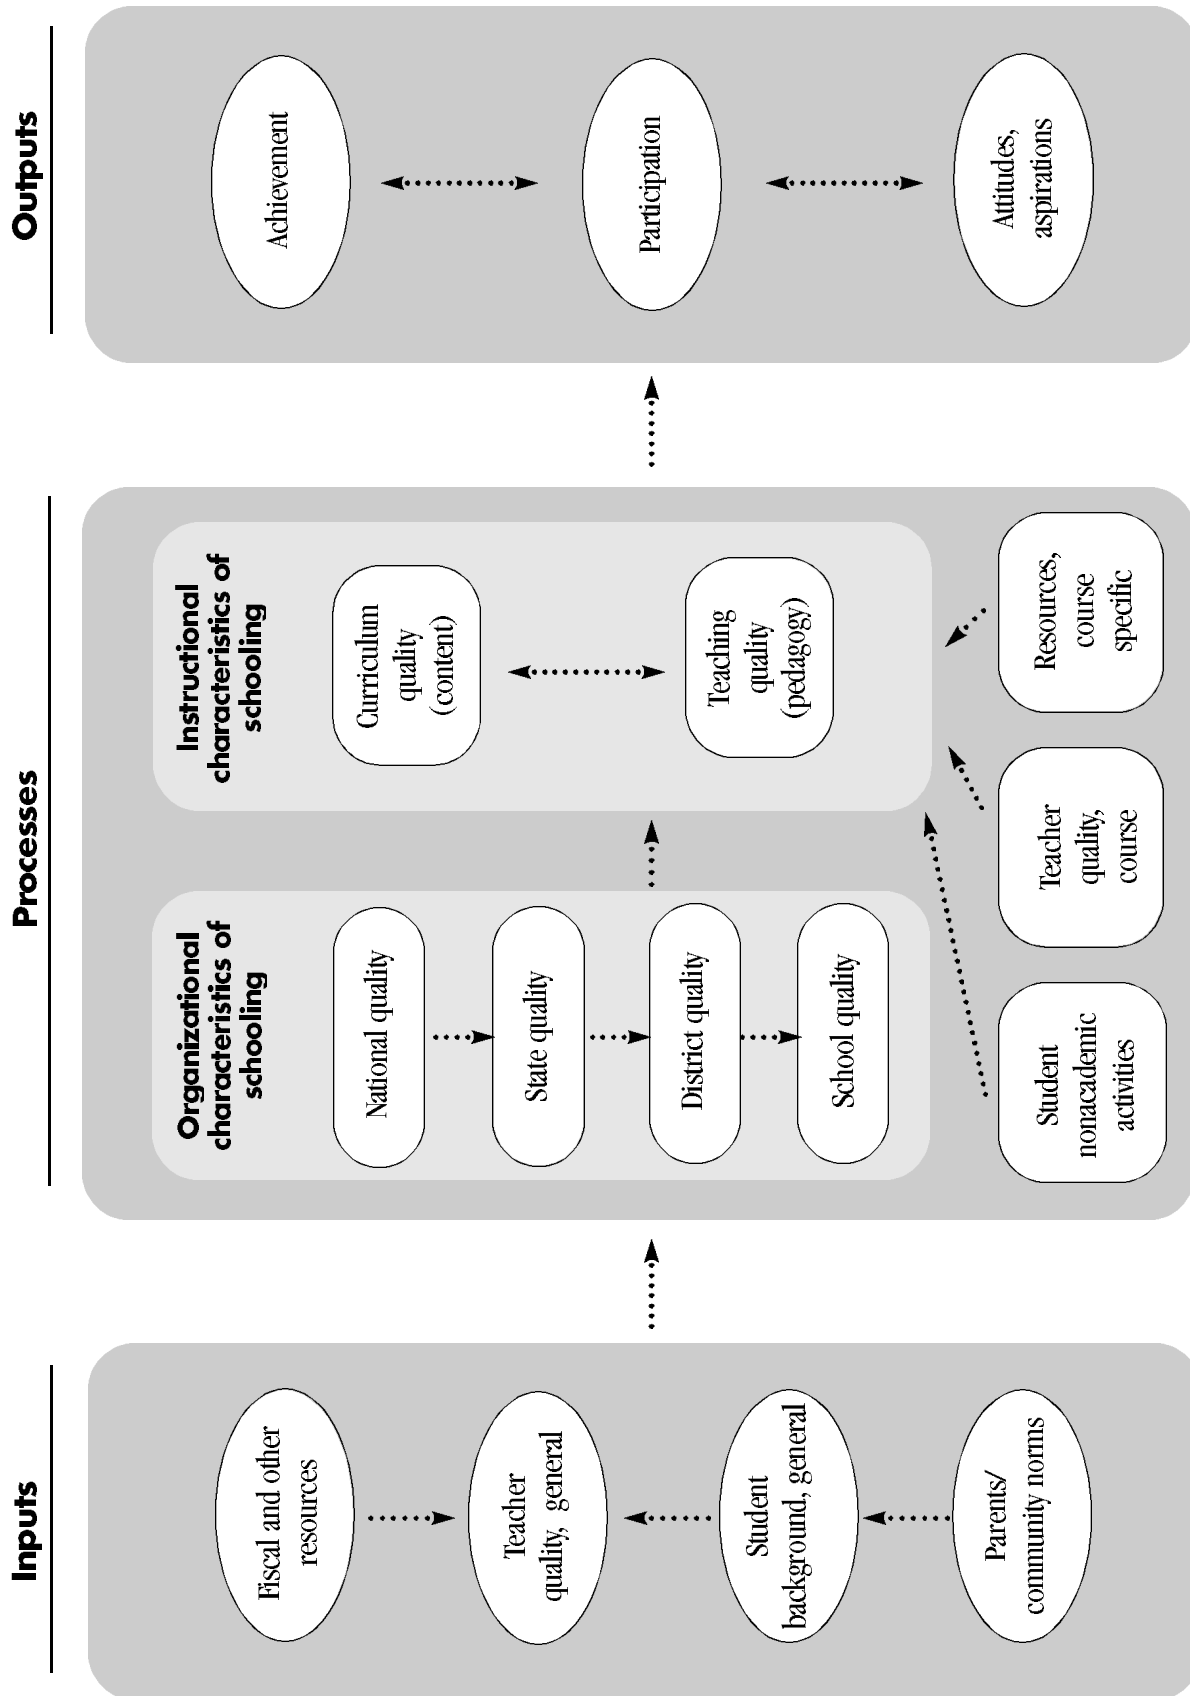 Inputs
Fiscal and other
resources
Teacher
quality, general
Student
background, general
Parents/
community norms
Processes
Organizational
characteristics of
schooling
National quality
State quality
District quality
School quality
Instructional
characteristics of
schooling
Curriculum
quality
(content)
Teaching
quality
(pedagogy)
Student
nonacademic
activities
Teacher
quality,
course
Resources,
course
specific
Outputs
Achievement
Participation
Attitudes,
aspirations